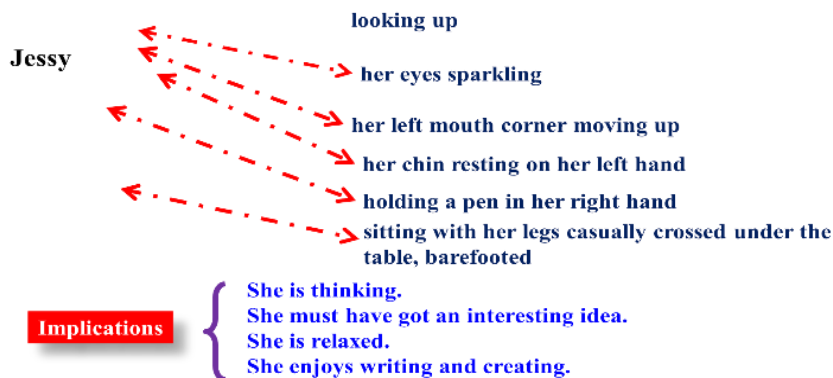 looking up
Jessy
her eyes sparkling
her left mouth corner moving up
her chin resting on her left hand
holding a pen in her right hand
sitting with her legs casually crossed under the
table, barefooted
She is thinking.
She must have got an interesting idea.
Implications
She is relaxed.
She enjoys writing and creating.